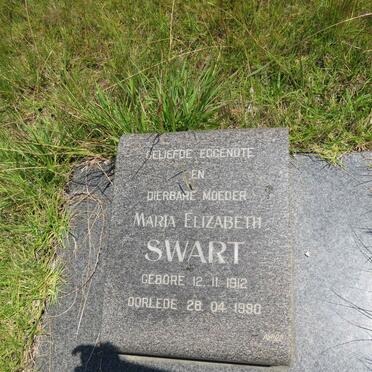 GELIEFDE EGGENOTE
EN
DIERBARE MOEDER
MARIA ELIZABETH
SWART
GEBORE 12. 11. 1912
OORLEDE 28. 04. 1990